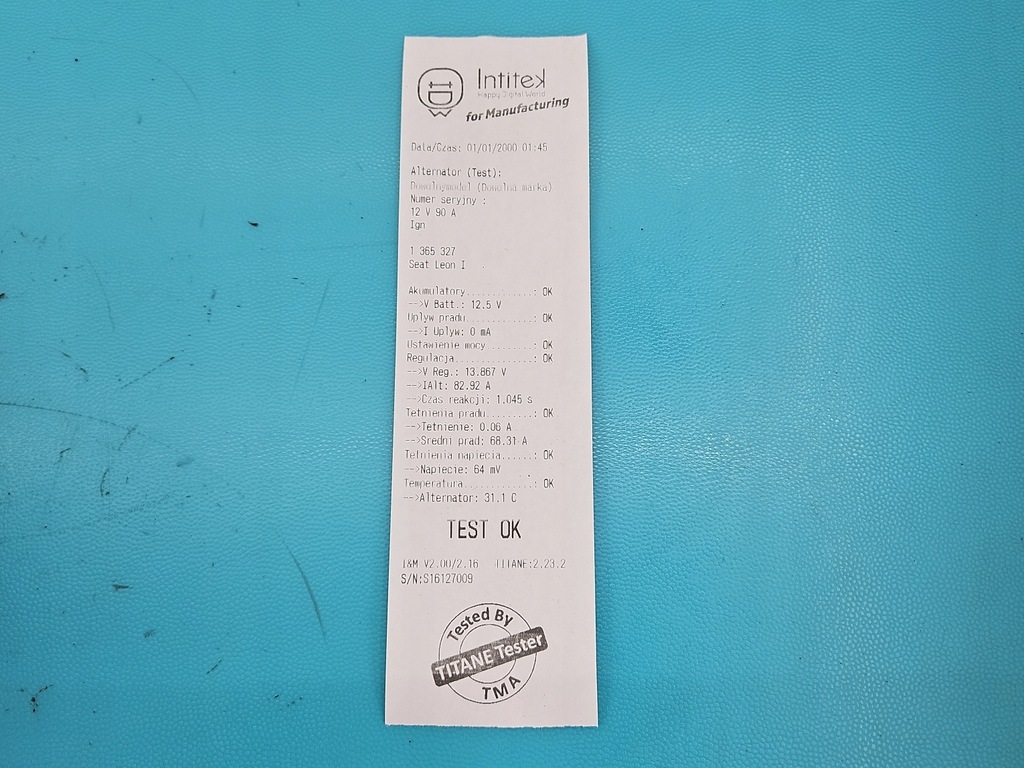 Intitek
Happy Digital World
for Manufacturing
Data/Czas: 01/01/2000 01:45
Alternator (Test):
Dowolnymodel (Dowolna marka)
Numer seryjny :
12 V 90 A
Ign
1 365 327
Seat Leon I
Akumulatory............: OK
-->V Batt.: 12.5 V
Uplyw pradu............: OK
-->I Uplyw: 0 mA
Ustawienie mocy........: OK
Regulacja..............: OK
-->V Reg.: 13.867 V
-->IAlt: 82.92 A
-->Czas reakcji: 1.045 s
Tetnienia pradu........: OK
-->Tetnienie: 0.06 A
-->Sredni prad: 68.31 A
Tetnienia napiecia.....: OK
-->Napiecie: 64 mV
Temperatura............: OK
-->Alternator: 31.1 C
TEST OK
I&M V2.00/2.16 TITANE:2.23.2
S/N:S16127009
Tested By
TITANE Tester
TMA